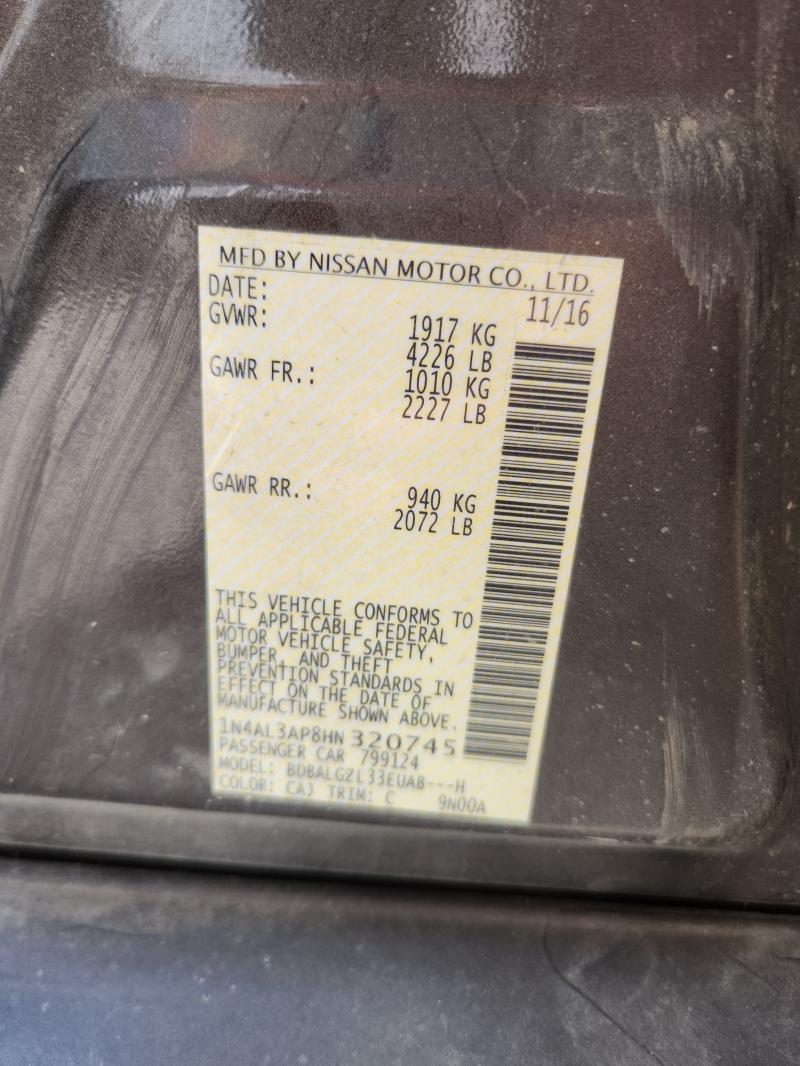 MFD BY NISSAN MOTOR CO., LTD.
DATE: 11/16
GVWR: 1917 KG
4226 LB
GAWR FR.: 1010 KG
2227 LB
GAWR RR.: 940 KG
2072 LB
THIS VEHICLE CONFORMS TO
ALL APPLICABLE FEDERAL
MOTOR VEHICLE SAFETY,
BUMPER, AND THEFT
PREVENTION STANDARDS IN
EFFECT ON THE DATE OF
MANUFACTURE SHOWN ABOVE.
1N4AL3AP8HN320745
PASSENGER CAR 799124
MODEL: BDBALGZL33EUAB---H
COLOR: CAJ TRIM: C 9N00A